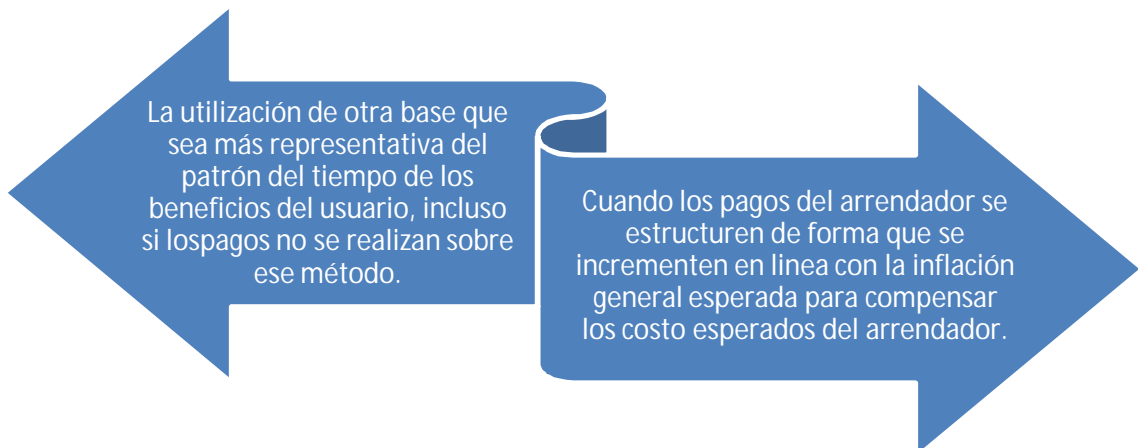 La utilización de otra base que
sea más representativa del
patrón del tiempo de los
beneficios del usuario, incluso
si lospagos no se realizan sobre
ese método.
Cuando los pagos del arrendador se
estructuren de forma que se
incrementen en linea con la inflación
general esperada para compensar
los costo esperados del arrendador.